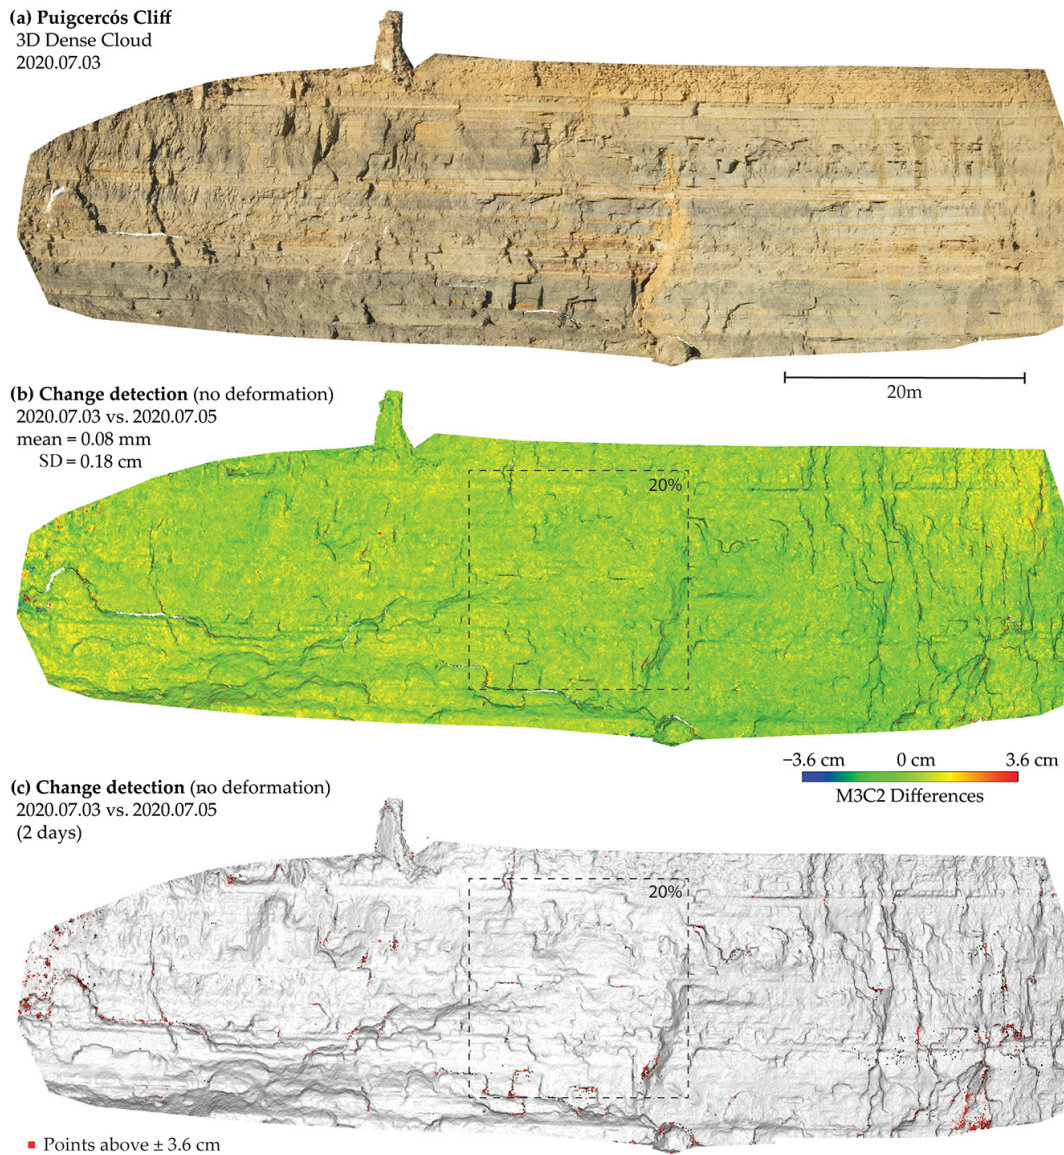 (a) Puigcercós Cliff
3D Dense Cloud
2020.07.03
20m
(b) Change detection (no deformation)
2020.07.03 vs. 2020.07.05
mean = 0.08 mm
SD = 0.18 cm
20%
−3.6 cm 0 cm 3.6 cm
M3C2 Differences
(c) Change detection (no deformation)
2020.07.03 vs. 2020.07.05
(2 days)
20%
Points above ± 3.6 cm